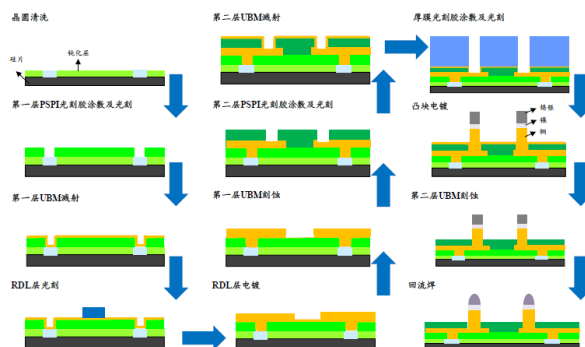 晶圆清洗
硅片
钝化层
第一层PSPI光刻胶涂敷及光刻
第一层UBM溅射
RDL层光刻
RDL层电镀
第一层UBM刻蚀
第二层PSPI光刻胶涂敷及光刻
第二层UBM溅射
厚膜光刻胶涂敷及光刻
凸块电镀
锡银
镍
铜
第二层UBM刻蚀
回流焊